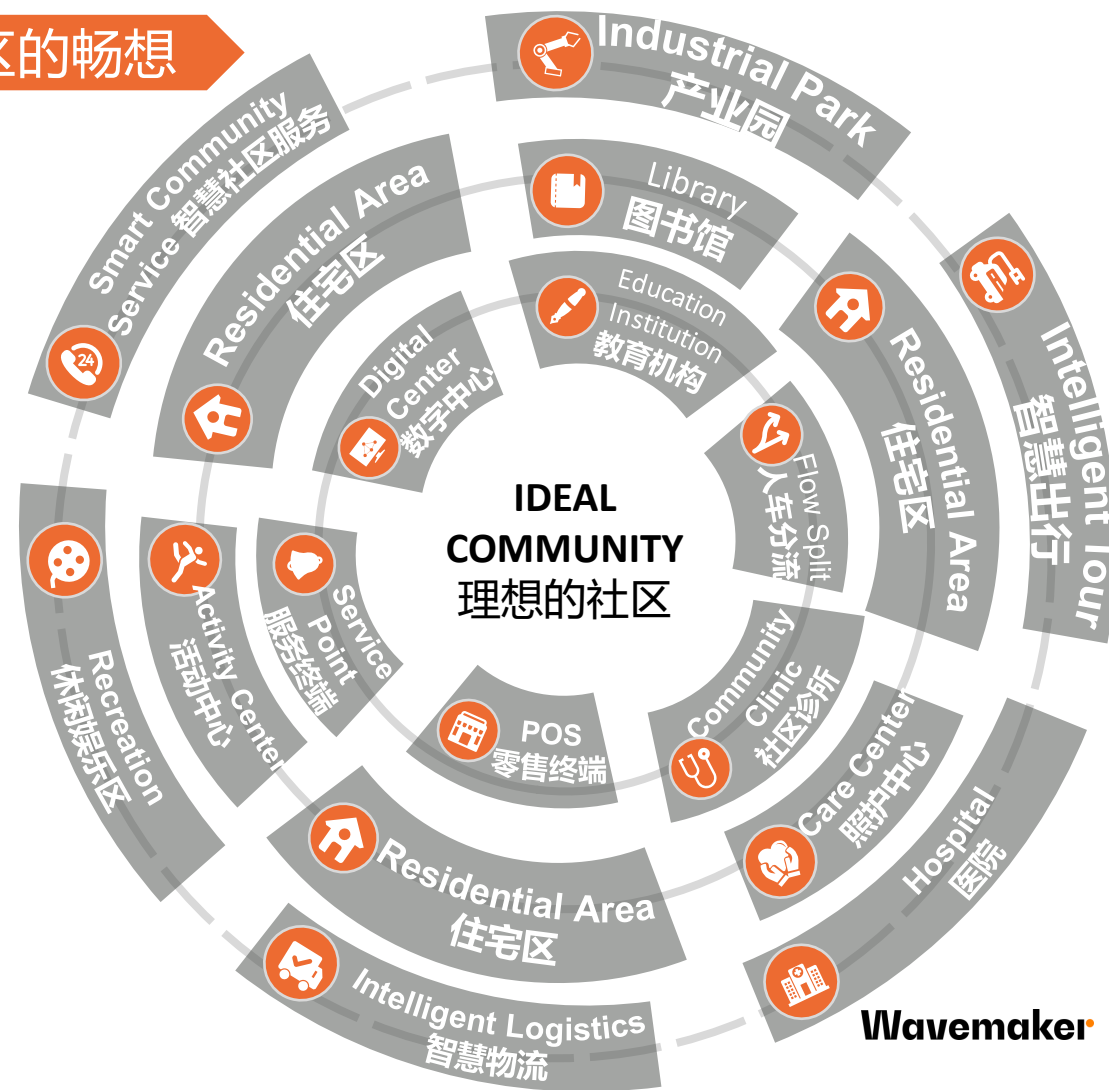 区的畅想
Industrial Park
产业园
Library
图书馆
Education
Institution
教育机构
Smart Community
Service 智慧社区服务
24
Residential Area
住宅区
Digital
Center
数字中心
Residential Area
住宅区
Intelligent Tour
智慧出行
Flow Split
人车分流
IDEAL
COMMUNITY
理想的社区
Recreation
休闲娱乐区
Activity Center
活动中心
Service
Point
服务终端
POS
零售终端
Community
Clinic
社区诊所
Care Center
照护中心
Hospital
医院
Residential Area
住宅区
Intelligent Logistics
智慧物流
Wavemaker